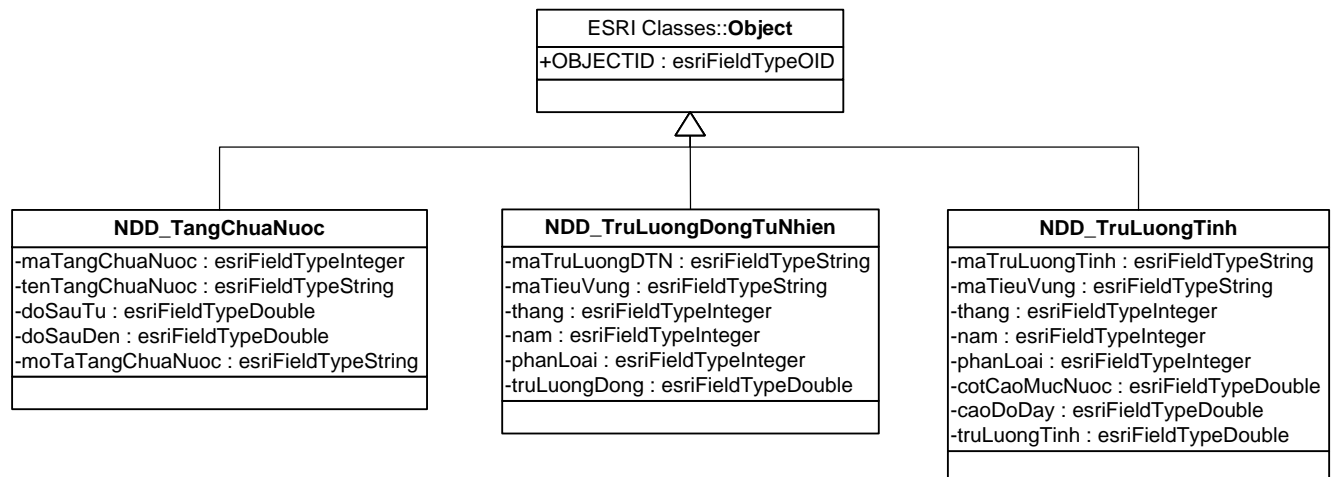 ESRI Classes::Object
+OBJECTID : esriFieldTypeOID
NDD_TangChuaNuoc
-maTangChuaNuoc : esriFieldTypeInteger
-tenTangChuaNuoc : esriFieldTypeString
-doSauTu : esriFieldTypeDouble
-doSauDen : esriFieldTypeDouble
-moTaTangChuaNuoc : esriFieldTypeString
NDD_TruLuongDongTuNhien
-maTruLuongDTN : esriFieldTypeString
-maTieuVung : esriFieldTypeString
-thang : esriFieldTypeInteger
-nam : esriFieldTypeInteger
-phanLoai : esriFieldTypeInteger
-truLuongDong : esriFieldTypeDouble
NDD_TruLuongTinh
-maTruLuongTinh : esriFieldTypeString
-maTieuVung : esriFieldTypeString
-thang : esriFieldTypeInteger
-nam : esriFieldTypeInteger
-phanLoai : esriFieldTypeInteger
-cotCaoMucNuoc : esriFieldTypeDouble
-caoDoDay : esriFieldTypeDouble
-truLuongTinh : esriFieldTypeDouble